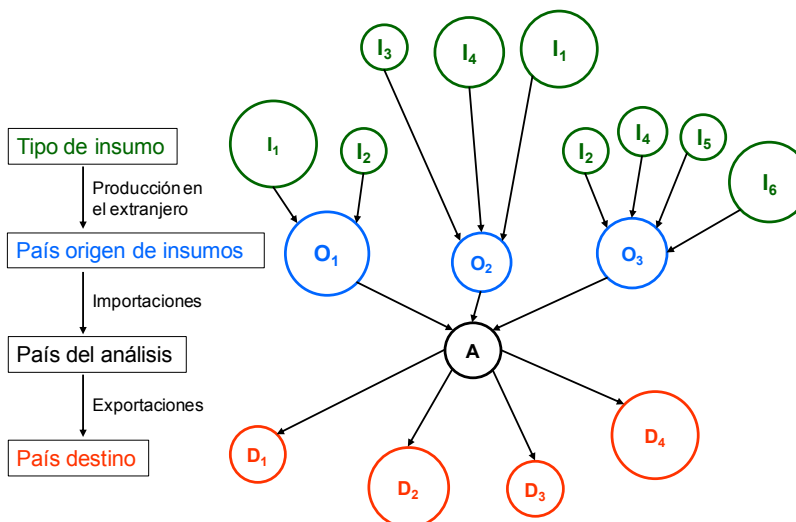 I₃
I₄
I₁
Tipo de insumo
I₁
I₂
I₂
I₄
I₅
I₆
Producción en
el extranjero
País origen de insumos
O₁
O₂
O₃
Importaciones
País del análisis
A
Exportaciones
País destino
D₁
D₂
D₃
D₄